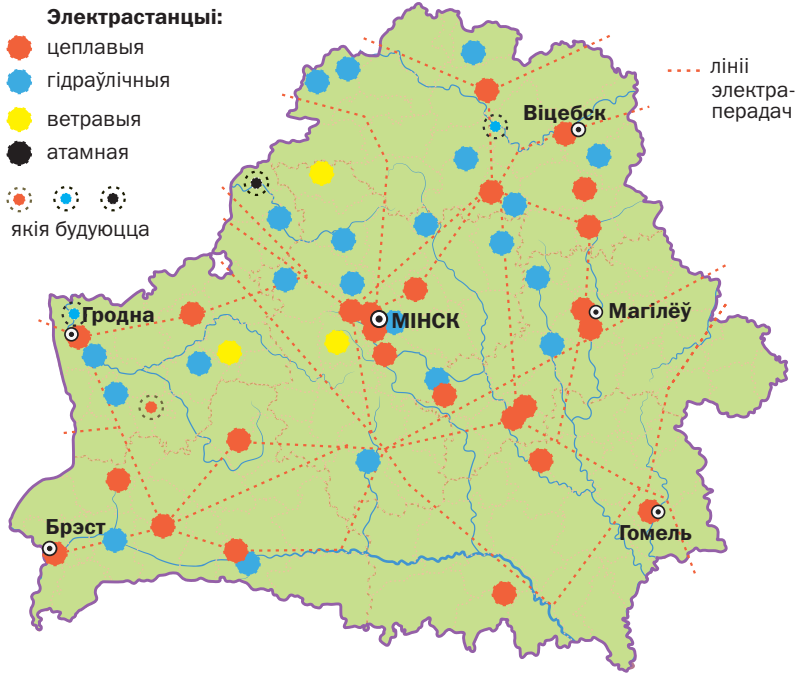 Электрастанцыі:
цеплавыя
гідраўлічныя
ветравыя
атамная
якія будуюцца
лініі
электра-
перадач
Віцебск
Гродна
МІНСК
Магілёў
Брэст
Гомель